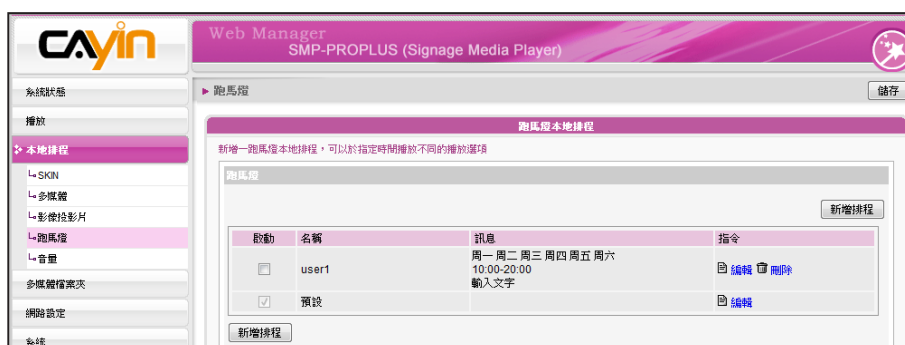 CAYIN
Web Manager
SMP-PROPLUS (Signage Media Player)
系統狀態
播放
本地排程
SKIN
多媒體
影像投影片
跑馬燈
音量
多媒體檔案夾
網路設定
系統
跑馬燈
儲存
跑馬燈本地排程
新增一跑馬燈本地排程，可以於指定時間播放不同的播放選項
跑馬燈
新增排程
啟動 名稱 訊息 指令
user1 周一 周二 周三 周四 周五 周六
10:00-20:00
輸入文字
編輯 刪除
預設 編輯
新增排程